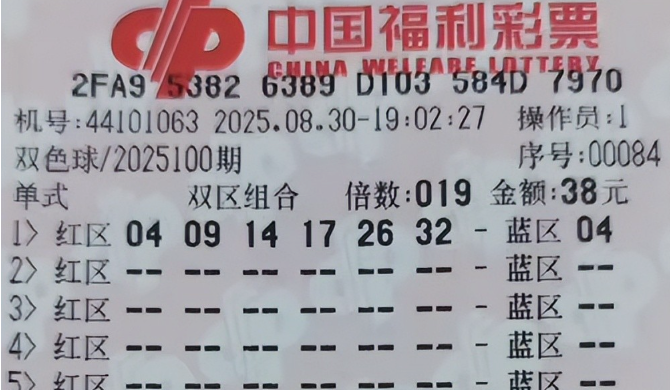 中国福利彩票
CHINA WELFARE LOTTERY
2FA9 5382 6389 D103 584D 7970
机号:44101063 2025.08.30-19:02:27 操作员:1
双色球/2025100期 序号:00084
单式 双区组合 倍数:019 金额:38元
1> 红区 04 09 14 17 26 32 - 蓝区 04
2> 红区 -- -- -- -- -- -- - 蓝区 --
3> 红区 -- -- -- -- -- -- - 蓝区 --
4> 红区 -- -- -- -- -- -- - 蓝区 --
5> 红区 -- -- -- -- -- -- - 蓝区 --